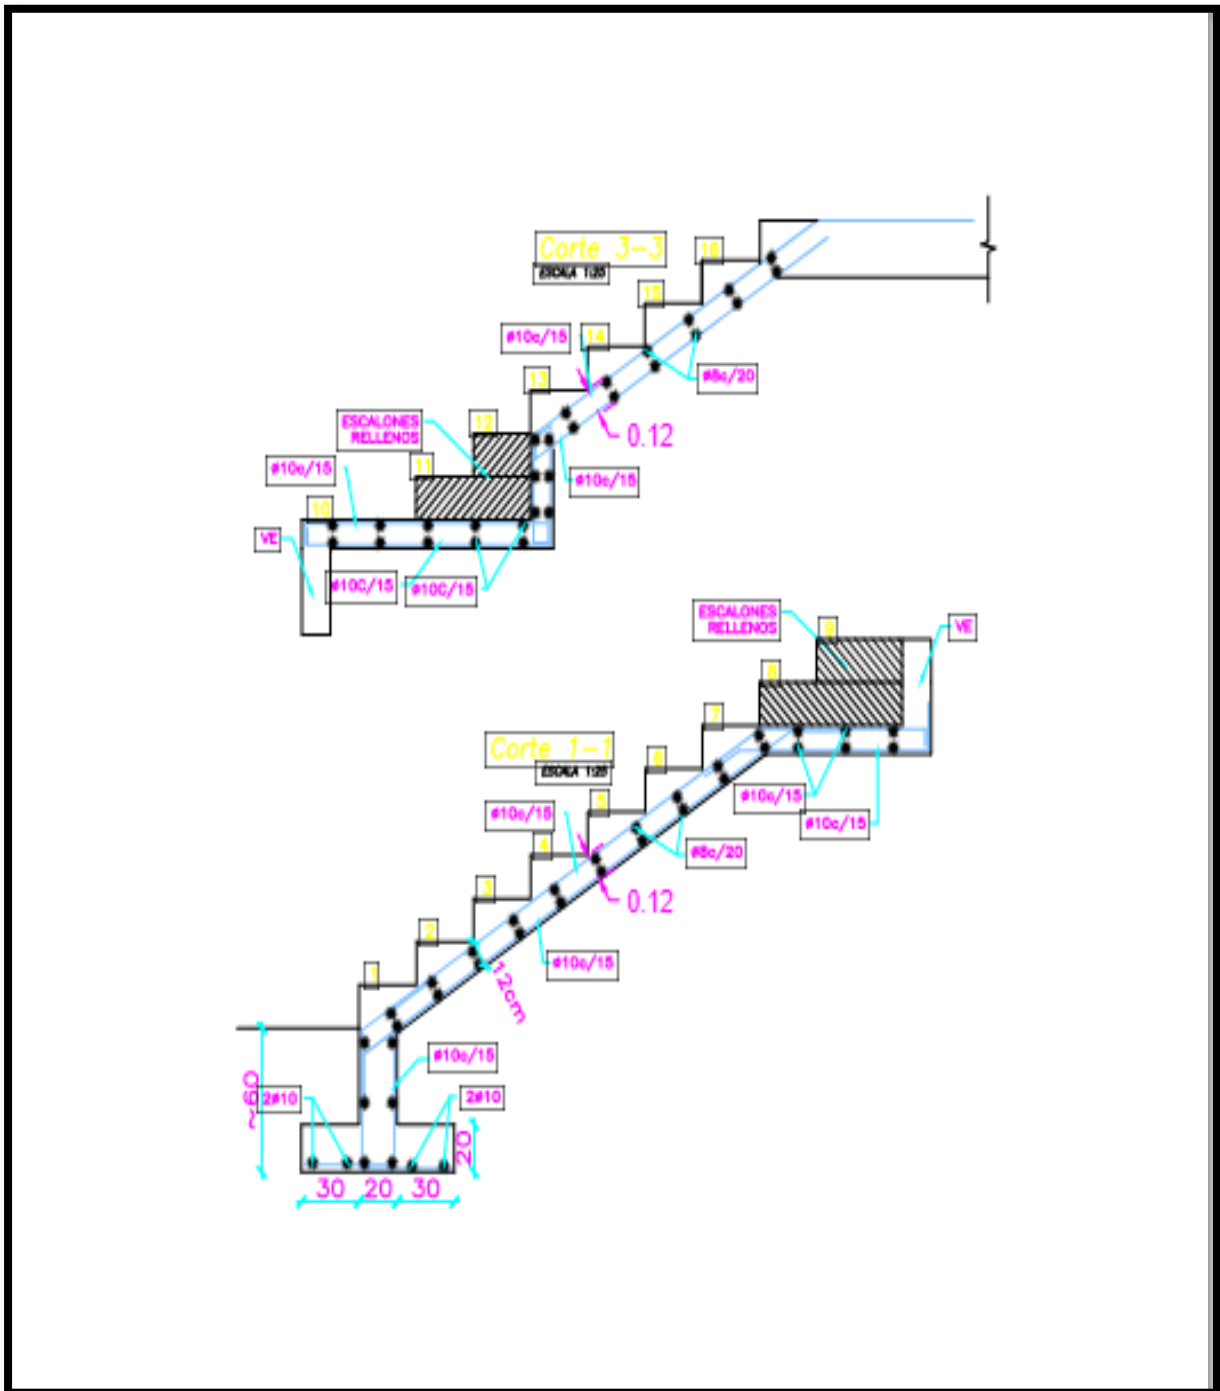 Corte 3-3
ESCALA 1:20
16
15
14
ø10c/15
13
ø8c/20
12
ESCALONES
RELLENOS
0.12
11
ø10c/15
ø10c/15
10
VE
ø10C/15
ø10C/15
ESCALONES
RELLENOS
9
VE
8
7
Corte 1-1
ESCALA 1:20
6
ø10c/15
5
ø10c/15
ø10c/15
4
ø8c/20
3
0.12
2
ø10c/15
12cm
1
ø10c/15
~60
2ø10
2ø10
20
30
20
30